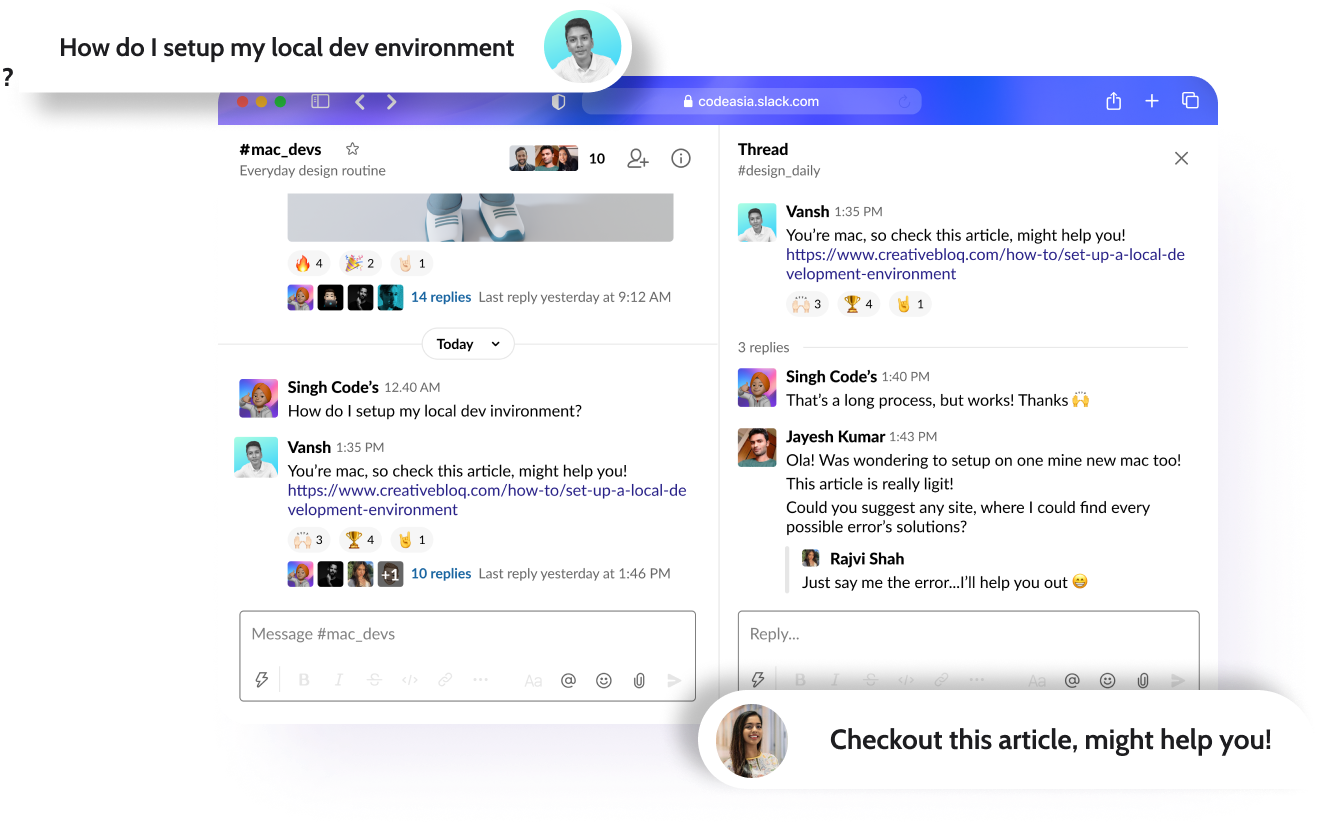 How do I setup my local dev environment
?
codeasia.slack.com
#mac_devs
Everyday design routine
10
4
2
1
14 replies Last reply yesterday at 9:12 AM
Today
Singh Code's 12.40 AM
How do I setup my local dev invironment?
Vansh 1:35 PM
You're mac, so check this article, might help you!
https://www.creativebloq.com/how-to/set-up-a-local-de
velopment-environment
3
4
1
+1
10 replies Last reply yesterday at 1:46 PM
Message #mac_devs
B I S </> ... Aa @
Thread
#design_daily
Vansh 1:35 PM
You're mac, so check this article, might help you!
https://www.creativebloq.com/how-to/set-up-a-local-de
velopment-environment
3
4
1
3 replies
Singh Code's 1:40 PM
That's a long process, but works! Thanks 🙌
Jayesh Kumar 1:43 PM
Ola! Was wondering to setup on one mine new mac too!
This article is really ligit!
Could you suggest any site, where I could find every
possible error's solutions?
Rajvi Shah
Just say me the error...I'll help you out 😁
Reply...
B I S </> ... Aa @
Checkout this article, might help you!